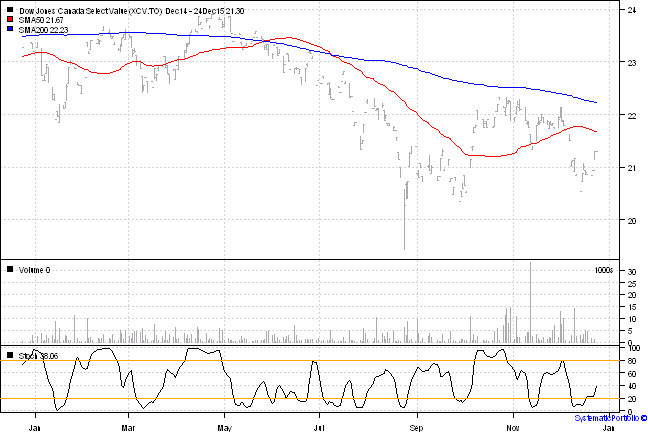 Dow Jones Canada Select Value (XCV.TO) Dec14 - 24Dec15 21.30
SMA50 21.67
SMA200 22.23
24
23
22
21
20
Volume 0
1000s
30
25
20
15
10
5
0
Stoch 38.06
100
80
60
40
20
0
Jan
Mar
May
Jul
Sep
Nov
Jan
SystematicPortfolio ©